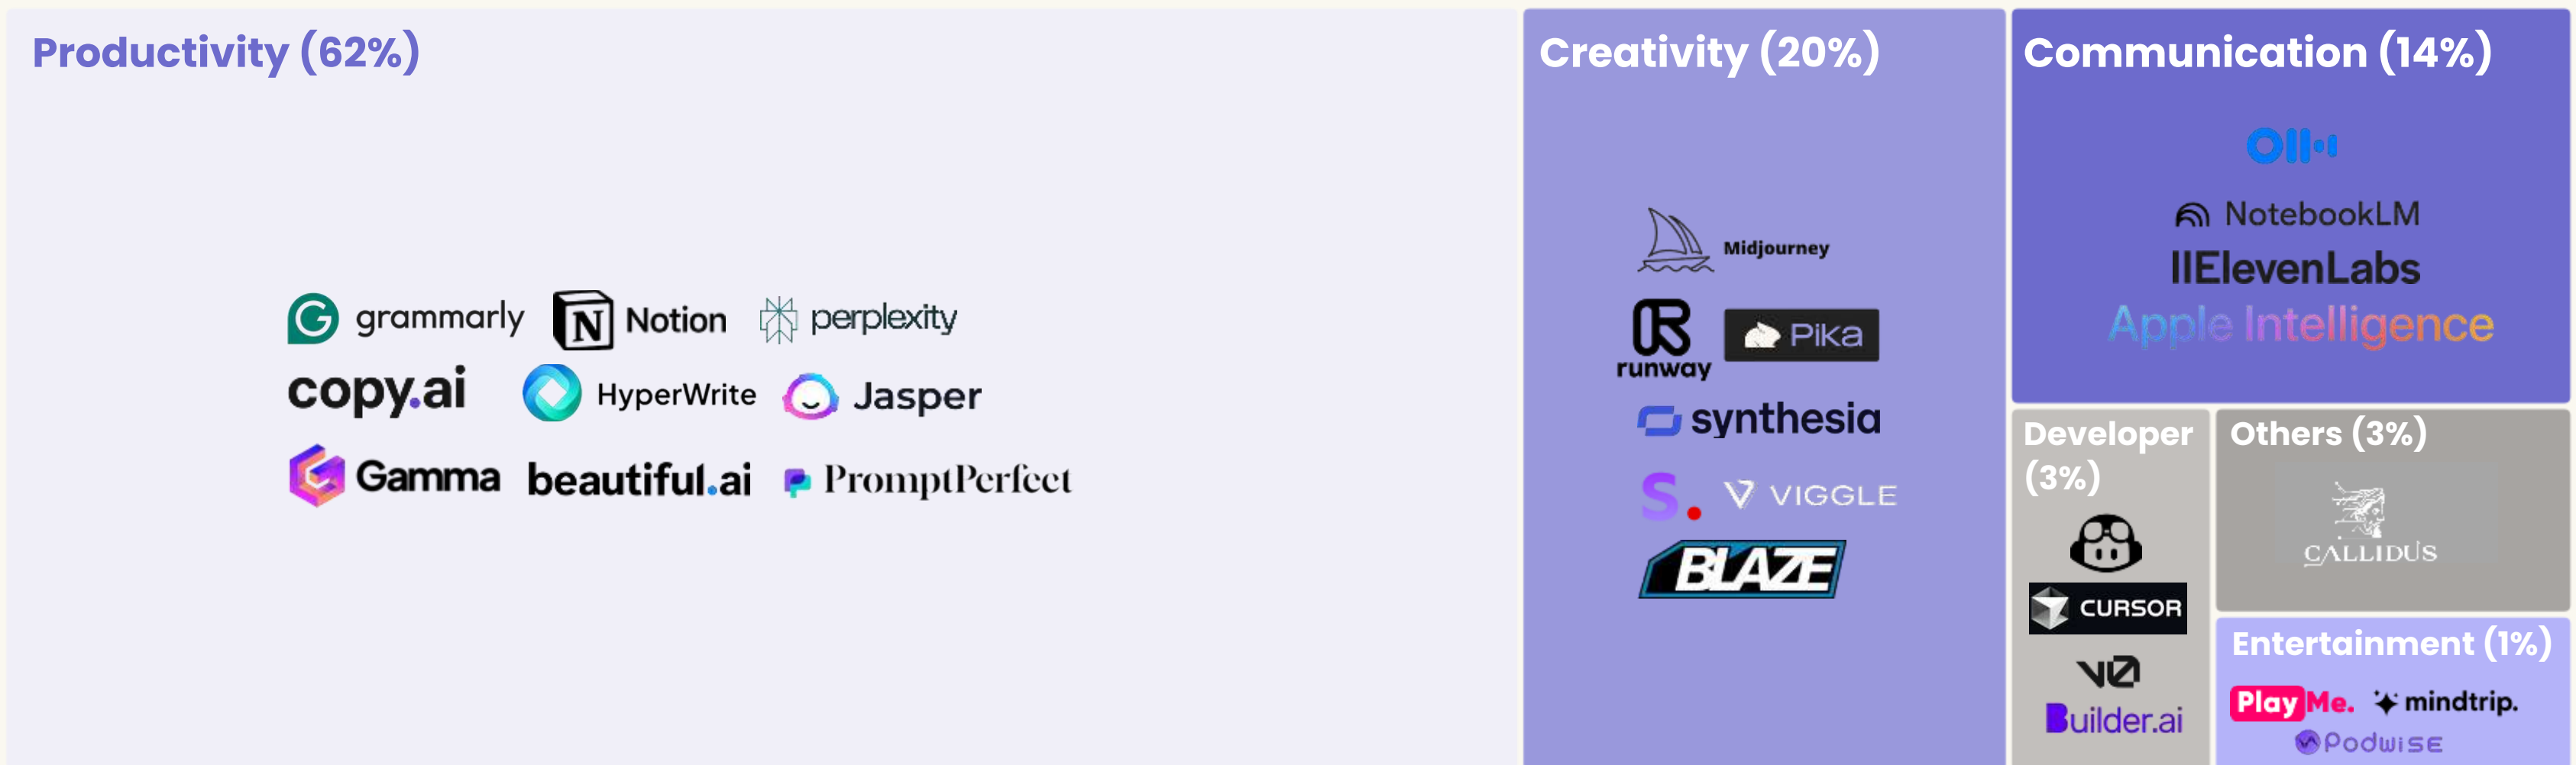 Productivity (62%)
grammarly Notion perplexity
copy.ai HyperWrite Jasper
Gamma beautiful.ai PromptPerfect
Creativity (20%)
Midjourney
runway Pika
synthesia
S. VIGGLE
BLAZE
Communication (14%)
NotebookLM
IIElevenLabs
Apple Intelligence
Developer
(3%)
CURSOR
v0
Builder.ai
Others (3%)
CALLIDUS
Entertainment (1%)
PlayMe. mindtrip.
Podwise